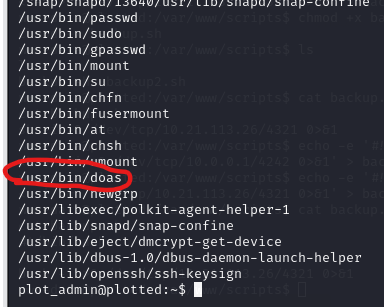 /snap/snapd/13640/usr/lib/snapd/snap-confine
/usr/bin/passwd
/usr/bin/sudo
/usr/bin/gpasswd
/usr/bin/mount
/usr/bin/su
/usr/bin/chfn
/usr/bin/fusermount
/usr/bin/at
/usr/bin/chsh
/usr/bin/umount
/usr/bin/doas
/usr/bin/newgrp
/usr/libexec/polkit-agent-helper-1
/usr/lib/snapd/snap-confine
/usr/lib/eject/dmcrypt-get-device
/usr/lib/dbus-1.0/dbus-daemon-launch-helper
/usr/lib/openssh/ssh-keysign
plot_admin@plotted:~$